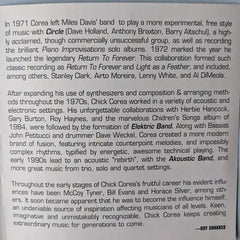 In 1971 Corea left Miles Davis' band to play a more experimental, free style
of music with Circle (Dave Holland, Anthony Braxton, Barry Altschul), a high-
ly acclaimed, though commercially unsuccessful group, as well as recording
the brilliant Piano Improvisations solo albums. 1972 marked the year he
launched the legendary Return To Forever. This collaboration formed such
classic recording as Return To Forever and Light as a Feather, and included,
among others, Stanley Clark, Airto Moreira, Lenny White, and Al DiMeola.
After expanding his use of synthesizers and composition & arranging meth-
ods throughout the 1970s, Chick Corea worked in a variety of acoustic and
electronic settings. His unforgettable collaborations with Herbie Hancock,
Gary Burton, Roy Haynes, and the marvelous Chidren's Songs album of
1984, were followed by the formation of Elektric Band. Along with Bassist
John Patitucci and drummer Dave Weckel, Corea created a more modern
brand of fusion, featuring intricate counterpoint melodies, and impossibly
complex rhythms, typified by energetic, awesome technical playing. The
early 1990s lead to an acoustic "rebirth", with the Akoustic Band, and
more great music from trio, solo and quartet settings.
Throughout the early stages of Chick Corea's fruitful career his evident influ-
ences have been McCoy Tyner, Bill Evans and Horace Silver, among oth-
ers. It soon became apparent that he was to become the influence himself;
an undeniable source of inspiration affecting musicians of all levels. Keen,
imaginative and unmistakably recognizable, Chick Corea keeps creating
extraordinary music for generations to come.